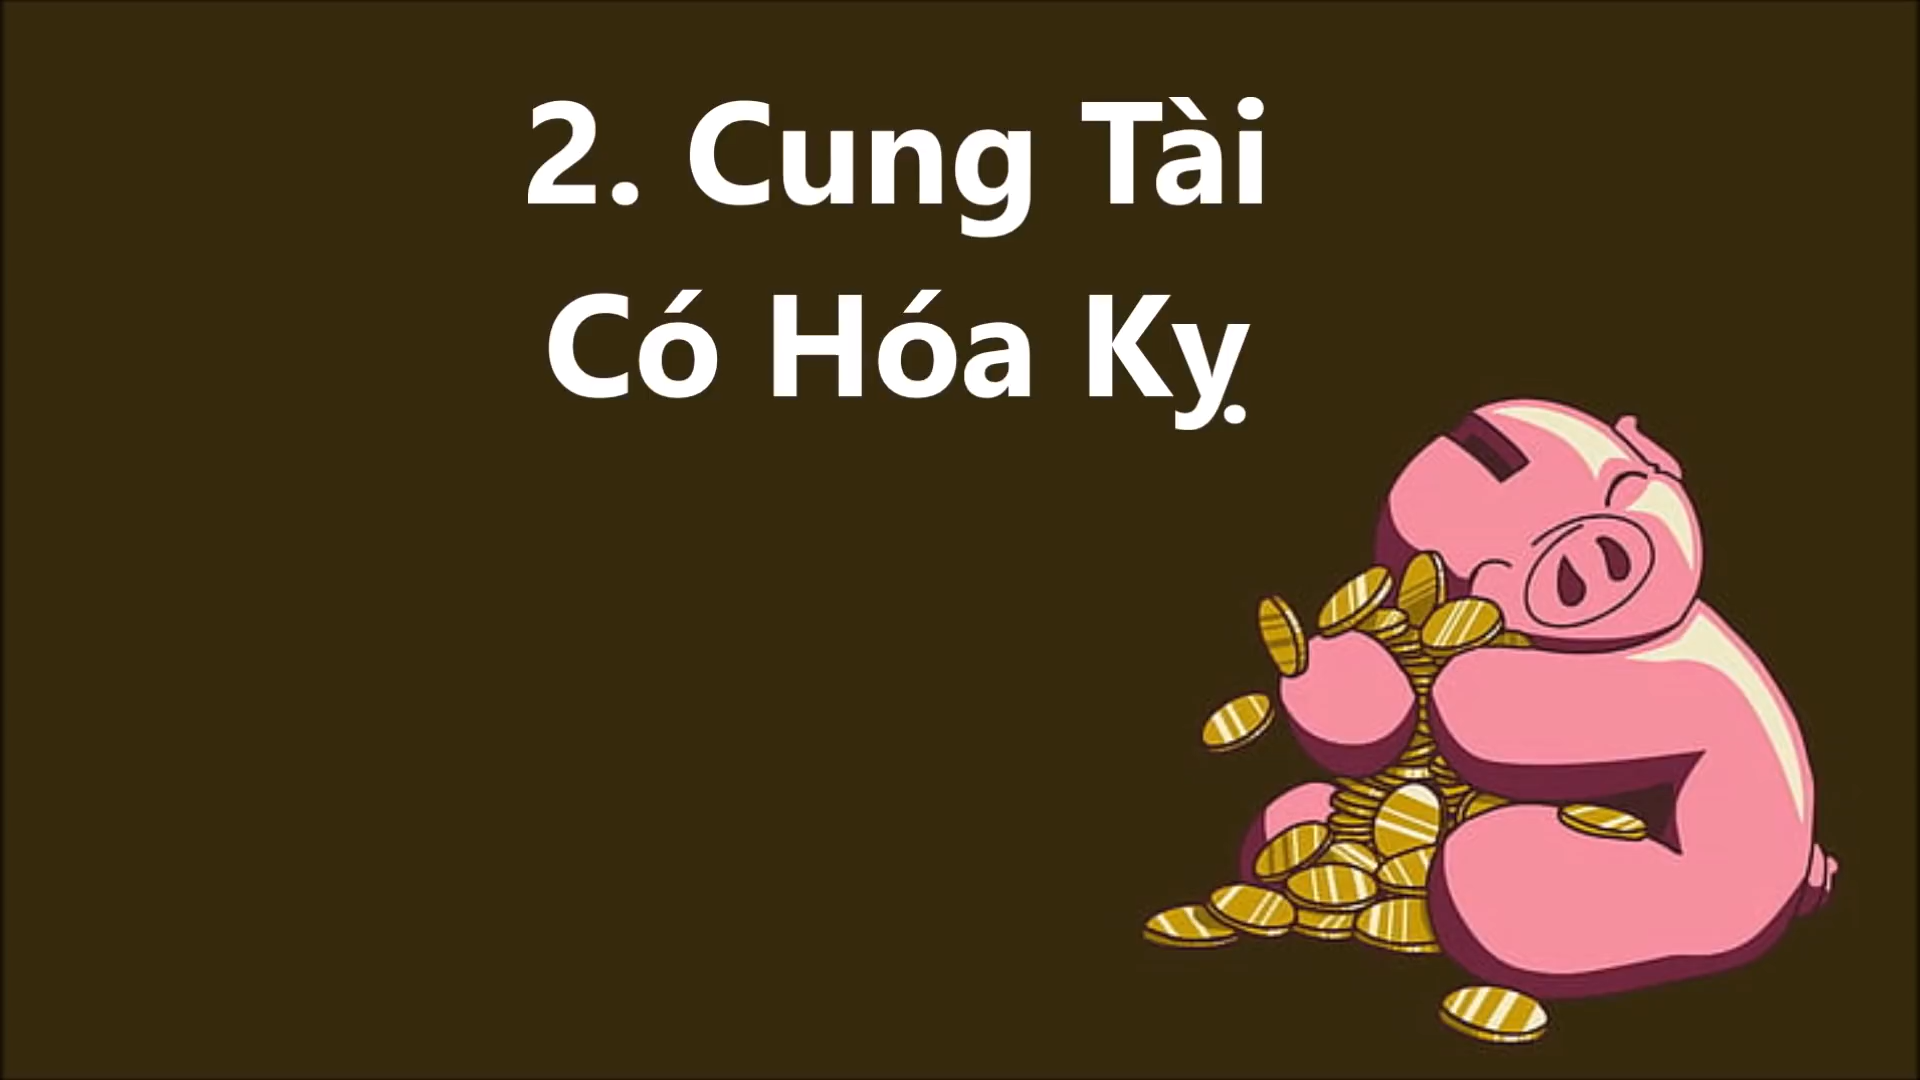 2. Cung Tài
Có Hóa Kỵ